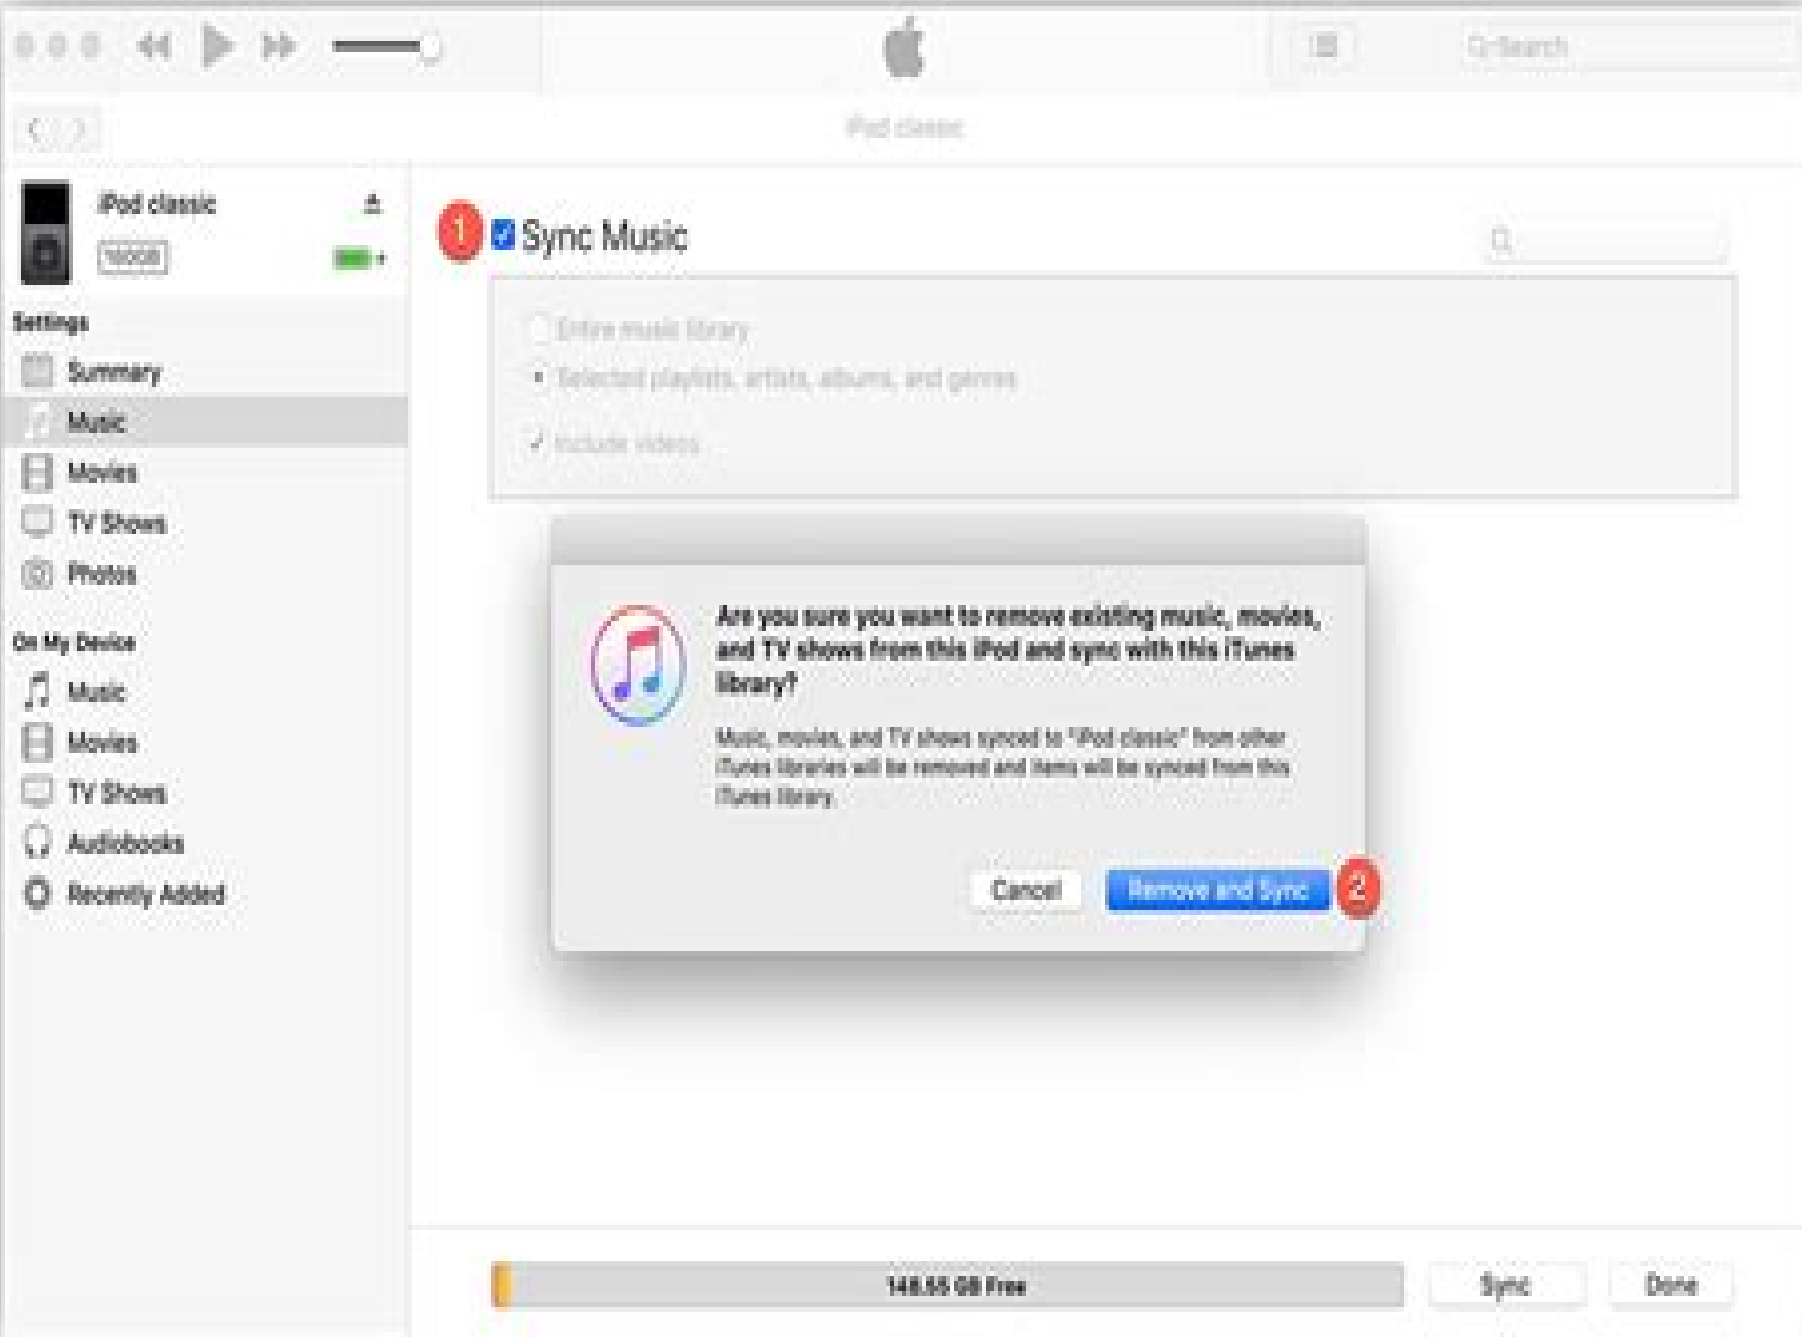 Search
iPod classic
iPod classic
160GB
1
Sync Music
Entire music library
Selected playlists, artists, albums, and genres
Include videos
Settings
Summary
Music
Movies
TV Shows
Photos
On My Device
Music
Movies
TV Shows
Audiobooks
Recently Added
Are you sure you want to remove existing music, movies,
and TV shows from this iPod and sync with this iTunes
library?
Music, movies, and TV shows synced to "iPod classic" from other
iTunes libraries will be removed and items will be synced from this
iTunes library.
Cancel
Remove and Sync
2
148.55 GB Free
Sync
Done